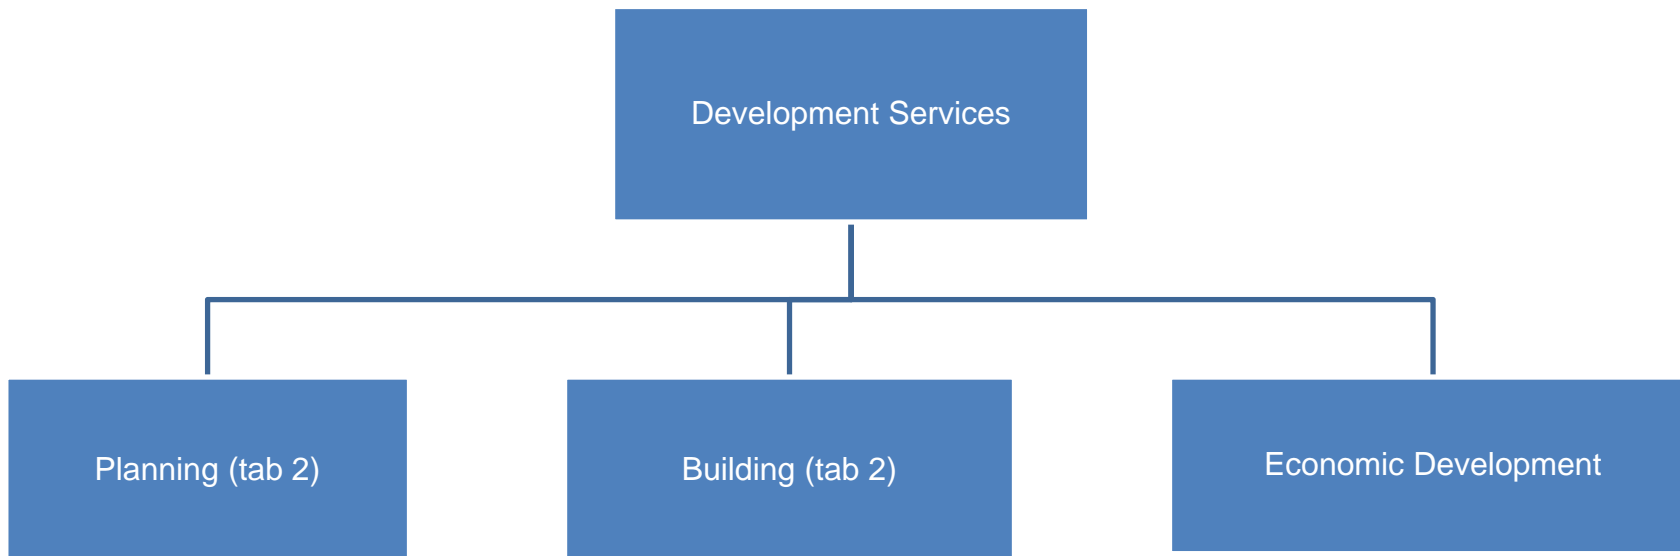 Development Services
Planning (tab 2)
Building (tab 2)
Economic Development